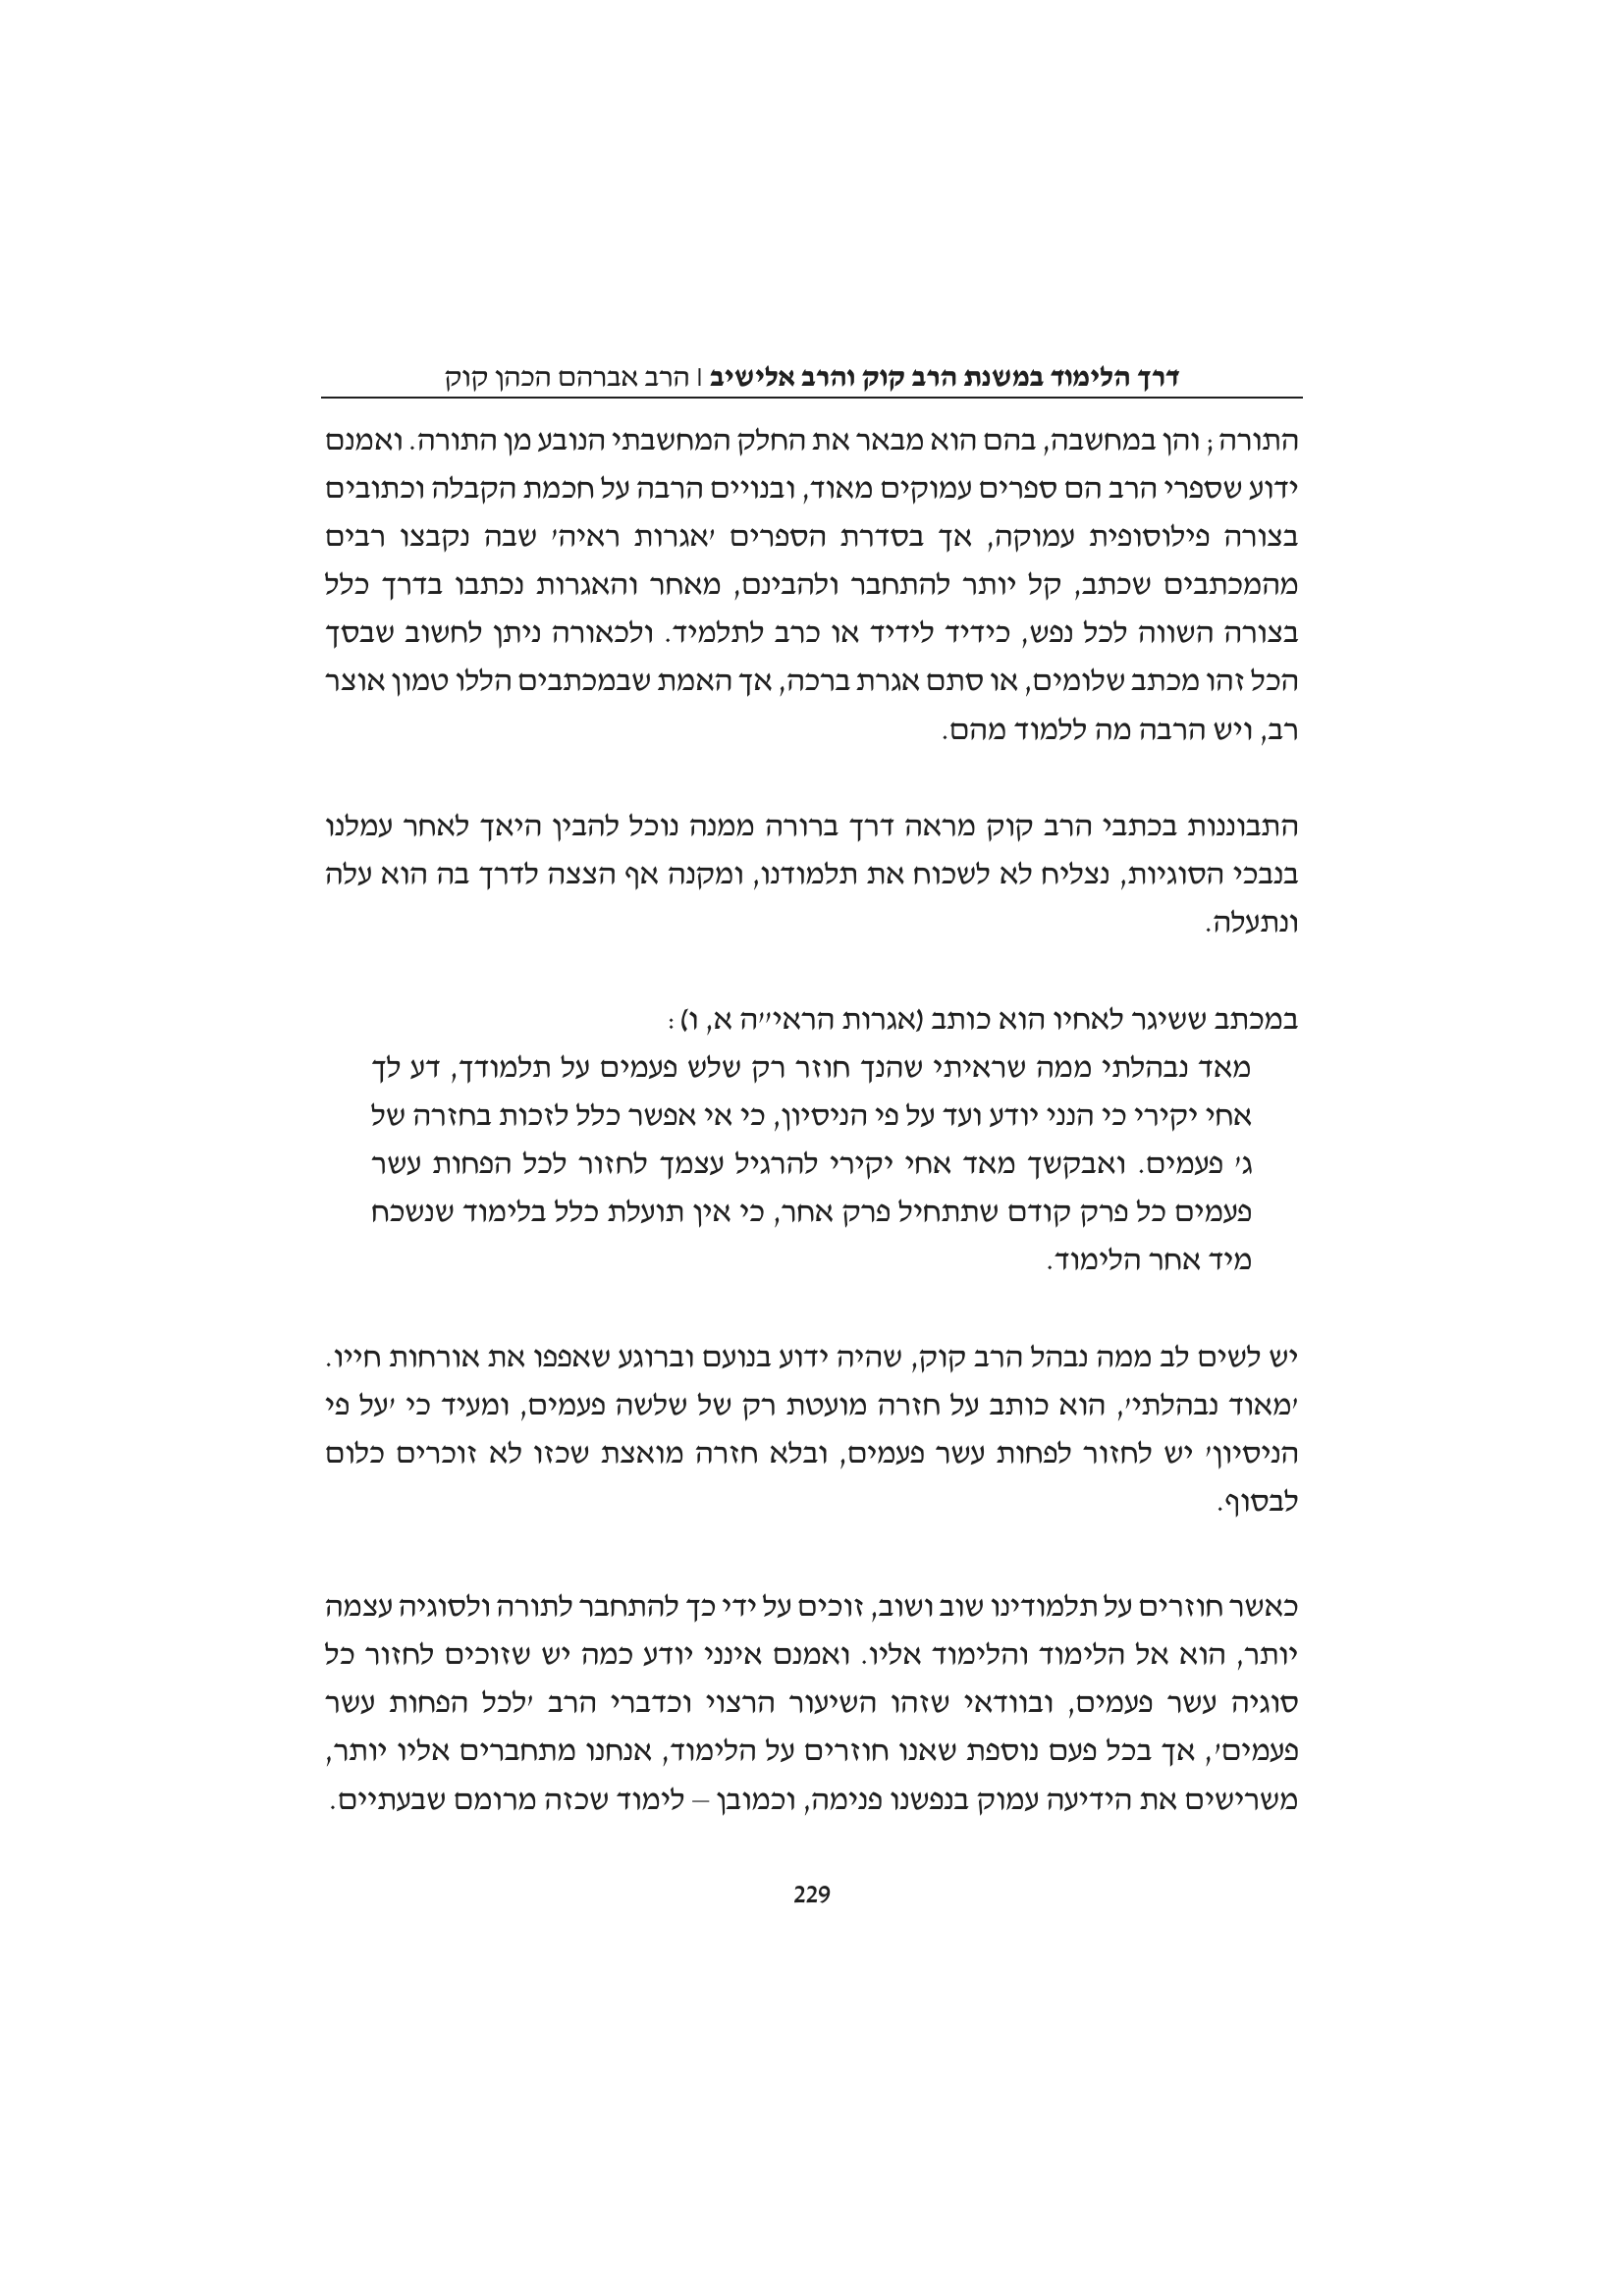 דרך הלימוד במשנת הרב קוק והרב אלישיב | הרב אברהם הכהן קוק
התורה; והן במחשבה, בהם הוא מבאר את החלק המחשבתי הנובע מן התורה. ואמנם
ידוע שספרי הרב הם ספרים עמוקים מאוד, ובנויים הרבה על חכמת הקבלה וכתובים
בצורה פילוסופית עמוקה, אך בסדרת הספרים 'אגרות ראיה' שבה נקבצו רבים
מהמכתבים שכתב, קל יותר להתחבר ולהבינם, מאחר והאגרות נכתבו בדרך כלל
בצורה השווה לכל נפש, כידיד לידיד או כרב לתלמיד. ולכאורה ניתן לחשוב שבסך
הכל זהו מכתב שלומים, או סתם אגרת ברכה, אך האמת שבמכתבים הללו טמון אוצר
רב, ויש הרבה מה ללמוד מהם.
התבוננות בכתבי הרב קוק מראה דרך ברורה ממנה נוכל להבין היאך לאחר עמלנו
בנבכי הסוגיות, נצליח לא לשכוח את תלמודנו, ומקנה אף הצצה לדרך בה הוא עלה
ונתעלה.
במכתב ששיגר לאחיו הוא כותב (אגרות הראי"ה א, ו):
מאד נבהלתי ממה שראיתי שהנך חוזר רק שלש פעמים על תלמודך, דע לך
אחי יקירי כי הנני יודע ועד על פי הניסיון, כי אי אפשר כלל לזכות בחזרה של
ג' פעמים. ואבקשך מאד אחי יקירי להרגיל עצמך לחזור לכל הפחות עשר
פעמים כל פרק קודם שתתחיל פרק אחר, כי אין תועלת כלל בלימוד שנשכח
מיד אחר הלימוד.
יש לשים לב ממה נבהל הרב קוק, שהיה ידוע בנועם וברוגע שאפפו את אורחות חייו.
'מאוד נבהלתי', הוא כותב על חזרה מועטת רק של שלשה פעמים, ומעיד כי 'על פי
הניסיון' יש לחזור לפחות עשר פעמים, ובלא חזרה מואצת שכזו לא זוכרים כלום
לבסוף.
כאשר חוזרים על תלמודינו שוב ושוב, זוכים על ידי כך להתחבר לתורה ולסוגיה עצמה
יותר, הוא אל הלימוד והלימוד אליו. ואמנם אינני יודע כמה יש שזוכים לחזור כל
סוגיה עשר פעמים, ובוודאי שזהו השיעור הרצוי וכדברי הרב 'לכל הפחות עשר
פעמים', אך בכל פעם נוספת שאנו חוזרים על הלימוד, אנחנו מתחברים אליו יותר,
משרישים את הידיעה עמוק בנפשנו פנימה, וכמובן – לימוד שכזה מרומם שבעתיים.
229